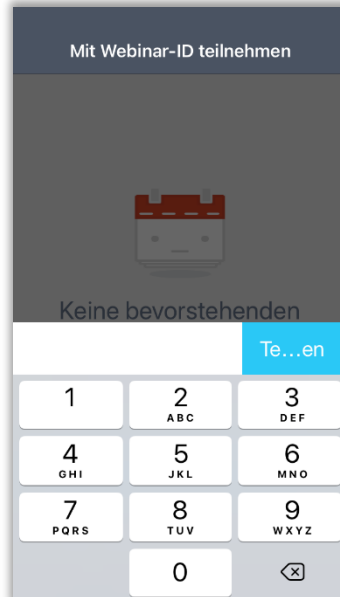 Mit Webinar-ID teilnehmen
Keine bevorstehenden
Te...en
1 2 3
ABC DEF
4 5 6
GHI JKL MNO
7 8 9
PQRS TUV WXYZ
0